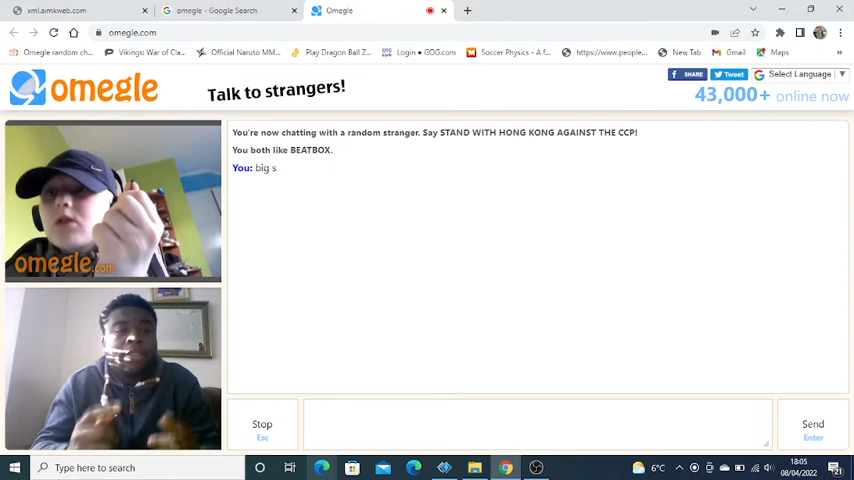 xml.aimkweb.com
omegle - Google Search
Omegle
omegle.com
Omegle random ch...
Vikings: War of Cla...
Official Naruto MM...
Play Dragon Ball Z...
Login ● GOG.com
Soccer Physics - A f...
https://www.people...
New Tab
Gmail
Maps
omegle
Talk to strangers!
SHARE
Tweet
Select Language
43,000+ online now
You're now chatting with a random stranger. Say STAND WITH HONG KONG AGAINST THE CCP!
You both like BEATBOX.
You: big s
omegle.com
Stop
Esc
Send
Enter
Type here to search
6°C
18:05
08/04/2022
21